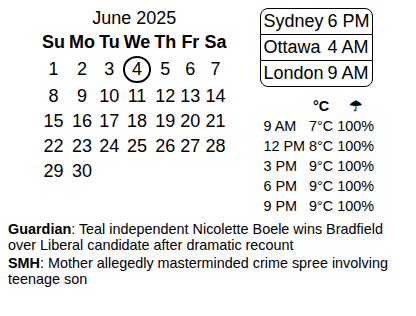 June 2025
Su Mo Tu We Th Fr Sa
1 2 3 4 5 6 7
8 9 10 11 12 13 14
15 16 17 18 19 20 21
22 23 24 25 26 27 28
29 30
Sydney 6 PM
Ottawa 4 AM
London 9 AM
°C ☂
9 AM 7°C 100%
12 PM 8°C 100%
3 PM 9°C 100%
6 PM 9°C 100%
9 PM 9°C 100%
Guardian: Teal independent Nicolette Boele wins Bradfield
over Liberal candidate after dramatic recount
SMH: Mother allegedly masterminded crime spree involving
teenage son